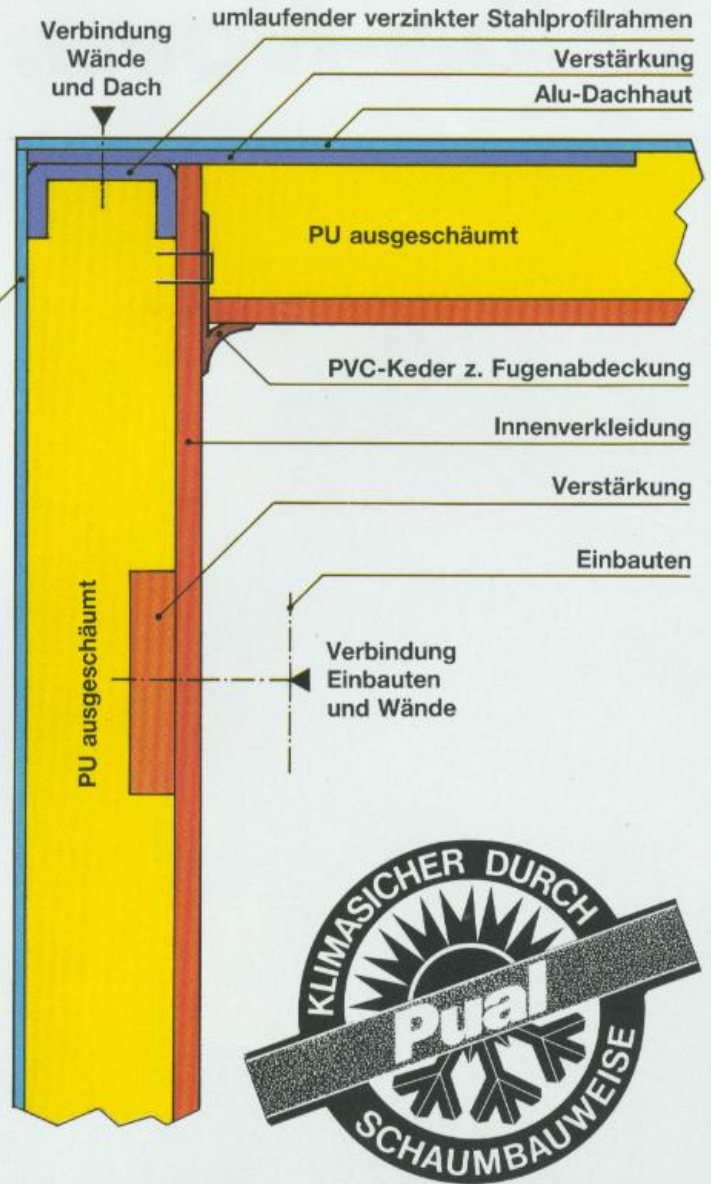 umlaufender verzinkter Stahlprofilrahmen
Verbindung
Wände
und Dach
Verstärkung
Alu-Dachhaut
PU ausgeschäumt
PVC-Keder z. Fugenabdeckung
Innenverkleidung
Verstärkung
Einbauten
Verbindung
Einbauten
und Wände
PU ausgeschäumt
KLIMASICHER DURCH
Pual
SCHAUMBAUWEISE